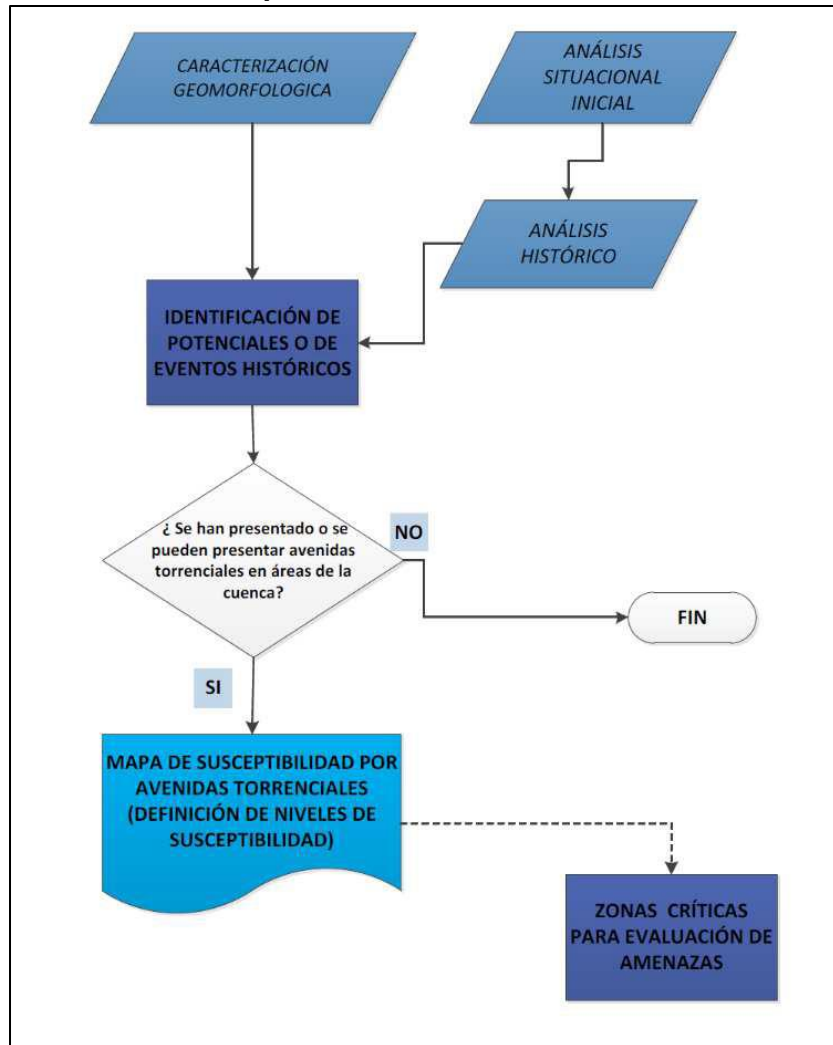 CARACTERIZACIÓN
GEOMORFOLOGICA
ANÁLISIS
SITUACIONAL
INICIAL
ANÁLISIS
HISTÓRICO
IDENTIFICACIÓN DE
POTENCIALES O DE
EVENTOS HISTÓRICOS
¿ Se han presentado o se
pueden presentar avenidas
torrenciales en áreas de la
cuenca?
NO
FIN
SI
MAPA DE SUSCEPTIBILIDAD POR
AVENIDAS TORRENCIALES
(DEFINICIÓN DE NIVELES DE
SUSCEPTIBILIDAD)
ZONAS CRÍTICAS
PARA EVALUACIÓN DE
AMENAZAS